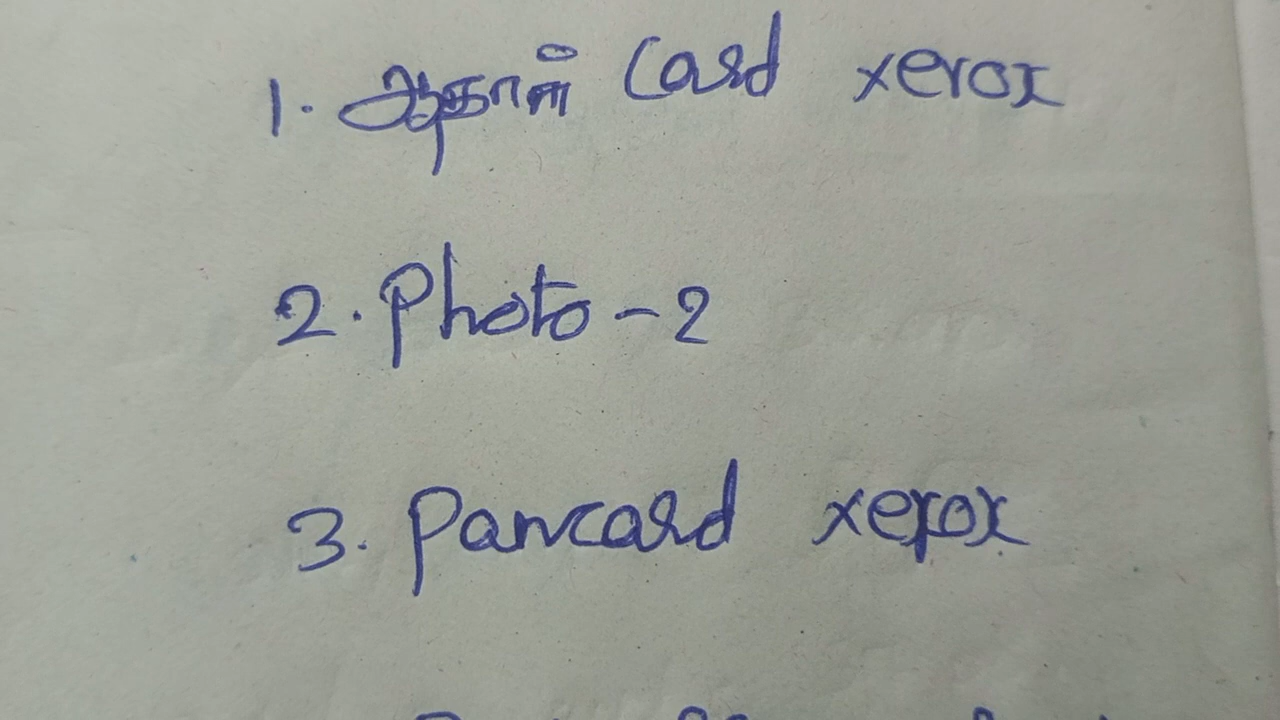 1. ஆதார் Card xerox
2. Photo - 2
3. Pancard xerox